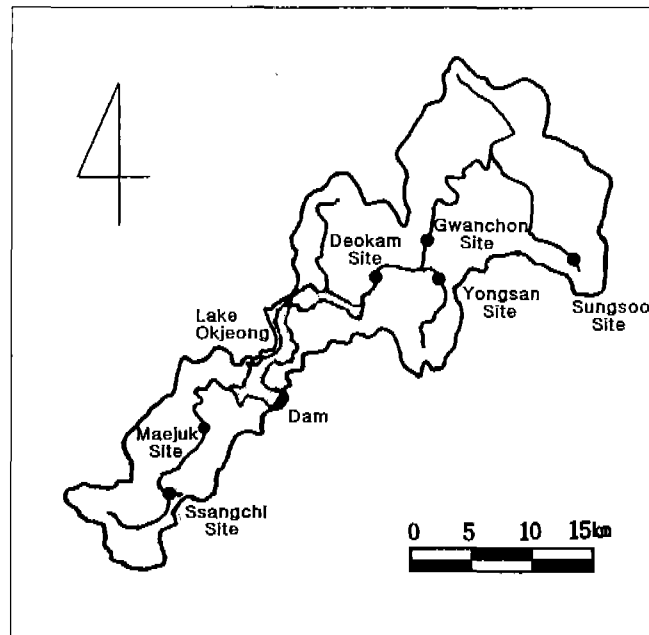 Gwanchon
Site
Deokam
Site
Yongsan
Site
Sungsoo
Site
Lake
Okjeong
Dam
Maejuk
Site
Ssangchi
Site
0 5 10 15km